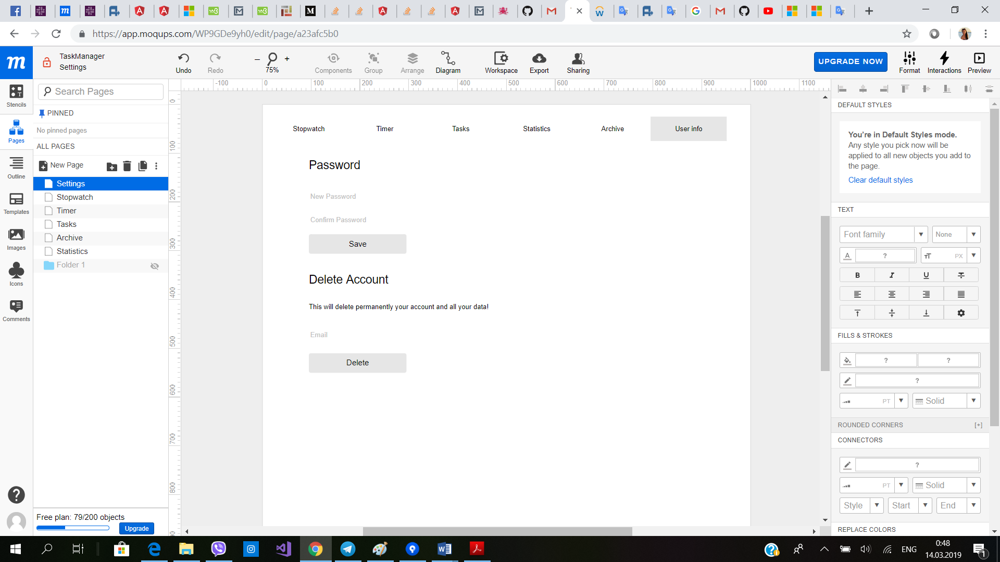 https://app.moqups.com/WP9GDe9yh0/edit/page/a23afc5b0
m
TaskManager
Settings
Undo
Redo
75%
Components
Group
Arrange
Diagram
Workspace
Export
Sharing
UPGRADE NOW
Format
Interactions
Preview
Stencils
Pages
Outline
Templates
Images
Icons
Comments
Search Pages
PINNED
No pinned pages
ALL PAGES
New Page
Settings
Stopwatch
Timer
Tasks
Archive
Statistics
Folder 1
Free plan: 79/200 objects
Upgrade
-100 0 100 200 300 400 500 600 700 800 900 1000 1100
0
100
200
300
400
500
600
700
800
Stopwatch Timer Tasks Statistics Archive User info
Password
New Password
Confirm Password
Save
Delete Account
This will delete permanently your account and all your data!
Email
Delete
DEFAULT STYLES
You're in Default Styles mode.
Any style you pick now will be
applied to all new objects you add to
the page.
Clear default styles
TEXT
Font family None
A ? TT PX
B I U T
FILLS & STROKES
? ?
?
PT Solid
ROUNDED CORNERS [+]
CONNECTORS
?
PT Solid
Style Start End
REPLACE COLORS
ENG
0:48
14.03.2019
1